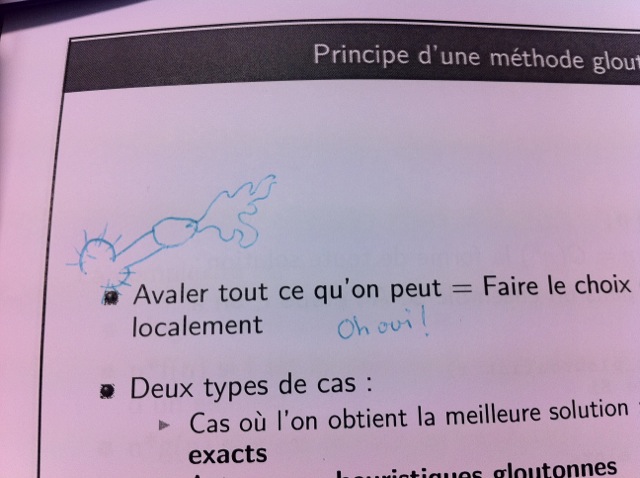 Principe d'une méthode glout
Avaler tout ce qu'on peut = Faire le choix
localement
Oh oui !
Deux types de cas :
Cas où l'on obtient la meilleure solution
exacts
heuristiques gloutonnes